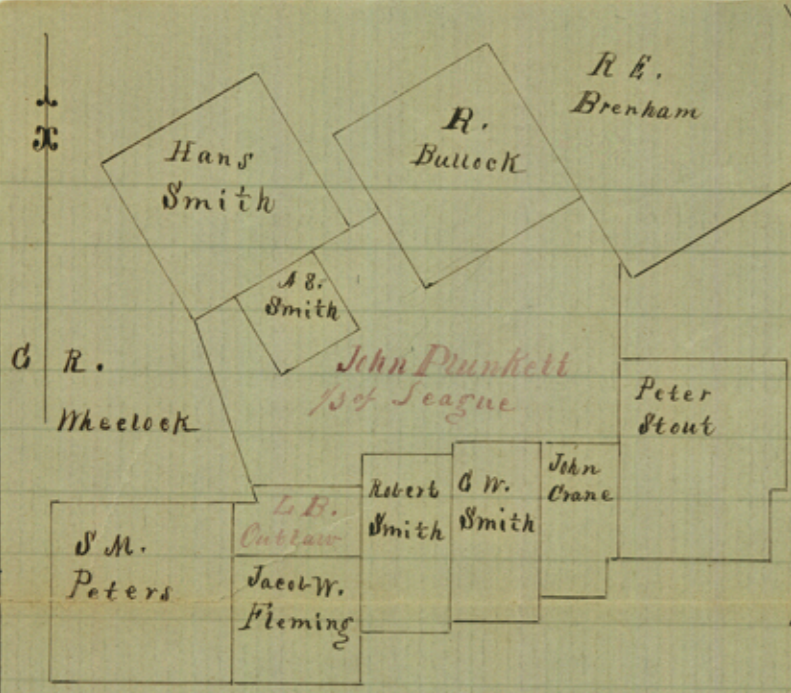 R E.
Brenham
R.
Bullock
Hans
Smith
A S.
Smith
John Plunkett
1/3 of League
G R.
Wheelock
Peter
Stout
John
Crane
G W.
Smith
Robert
Smith
L. B.
Outlaw
S M.
Peters
Jacob W.
Fleming